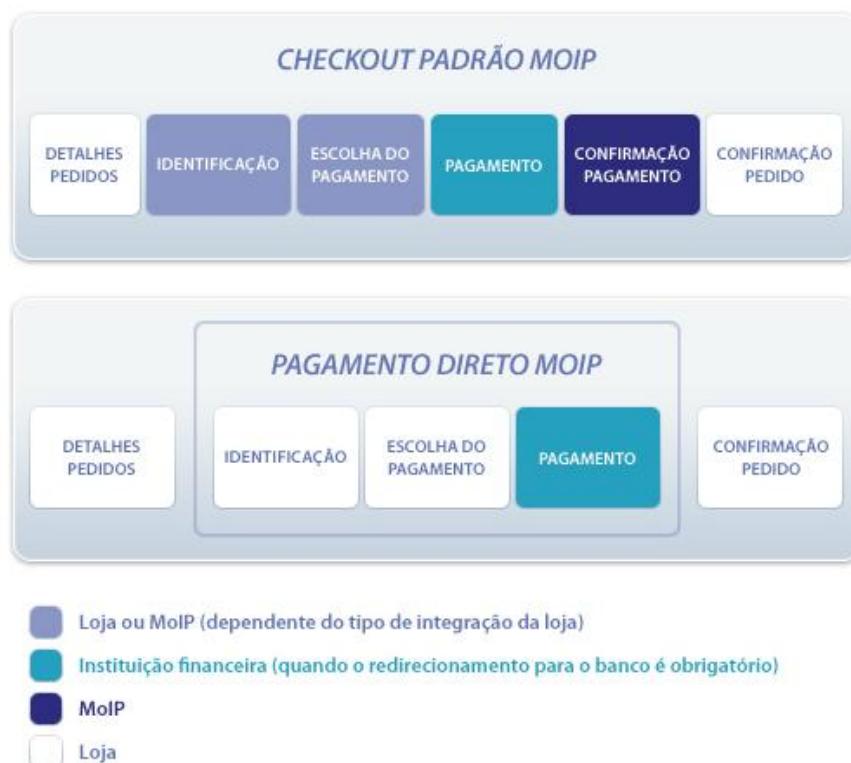 CHECKOUT PADRÃO MOIP
DETALHES
PEDIDOS
IDENTIFICAÇÃO
ESCOLHA DO
PAGAMENTO
PAGAMENTO
CONFIRMAÇÃO
PAGAMENTO
CONFIRMAÇÃO
PEDIDO
PAGAMENTO DIRETO MOIP
DETALHES
PEDIDOS
IDENTIFICAÇÃO
ESCOLHA DO
PAGAMENTO
PAGAMENTO
CONFIRMAÇÃO
PEDIDO
Loja ou MoIP (dependente do tipo de integração da loja)
Instituição financeira (quando o redirecionamento para o banco é obrigatório)
MoIP
Loja